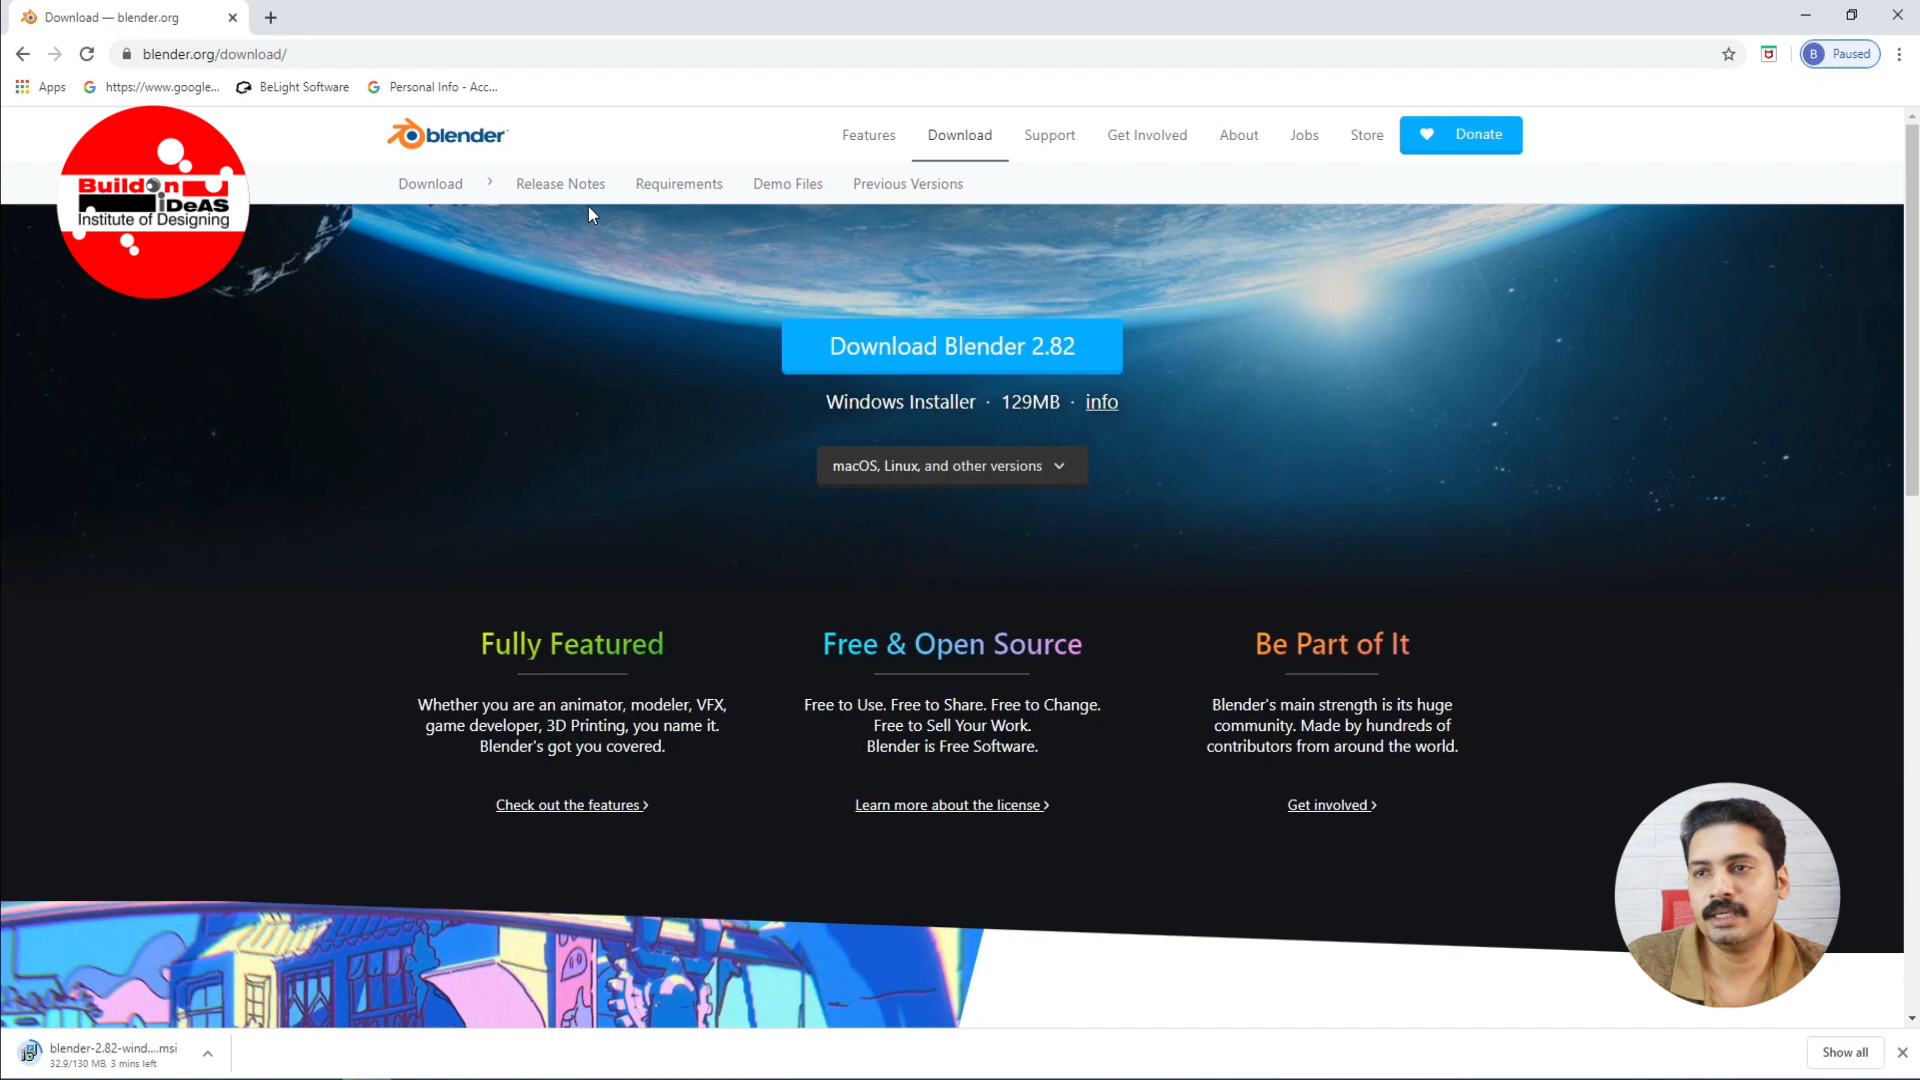 Download — blender.org
blender.org/download/
B Paused
Apps
https://www.google...
BeLight Software
Personal Info - Acc...
blender
Features
Download
Support
Get Involved
About
Jobs
Store
Donate
Download
Release Notes
Requirements
Demo Files
Previous Versions
Build on
iDeAS
Institute of Designing
Download Blender 2.82
Windows Installer · 129MB · info
macOS, Linux, and other versions
Fully Featured
Whether you are an animator, modeler, VFX,
game developer, 3D Printing, you name it.
Blender's got you covered.
Check out the features
Free & Open Source
Free to Use. Free to Share. Free to Change.
Free to Sell Your Work.
Blender is Free Software.
Learn more about the license
Be Part of It
Blender's main strength is its huge
community. Made by hundreds of
contributors from around the world.
Get involved
blender-2.82-wind....msi
32.9/130 MB, 3 mins left
Show all